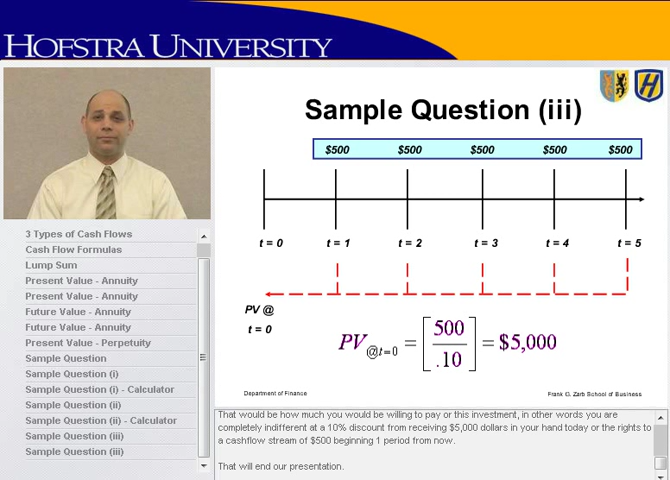 HOFSTRA UNIVERSITY
Sample Question (iii)
$500 $500 $500 $500 $500
t = 0 t = 1 t = 2 t = 3 t = 4 t = 5
PV @
t = 0
PV@t=0 = [500/.10] = $5,000
Department of Finance
Frank G. Zarb School of Business
3 Types of Cash Flows
Cash Flow Formulas
Lump Sum
Present Value - Annuity
Present Value - Annuity
Future Value - Annuity
Future Value - Annuity
Present Value - Perpetuity
Sample Question
Sample Question (i)
Sample Question (i) - Calculator
Sample Question (ii)
Sample Question (ii) - Calculator
Sample Question (iii)
Sample Question (iii)
That would be how much you would be willing to pay or this investment, in other words you are
completely indifferent at a 10% discount from receiving $5,000 dollars in your hand today or the rights to
a cashflow stream of $500 beginning 1 period from now.
That will end our presentation.